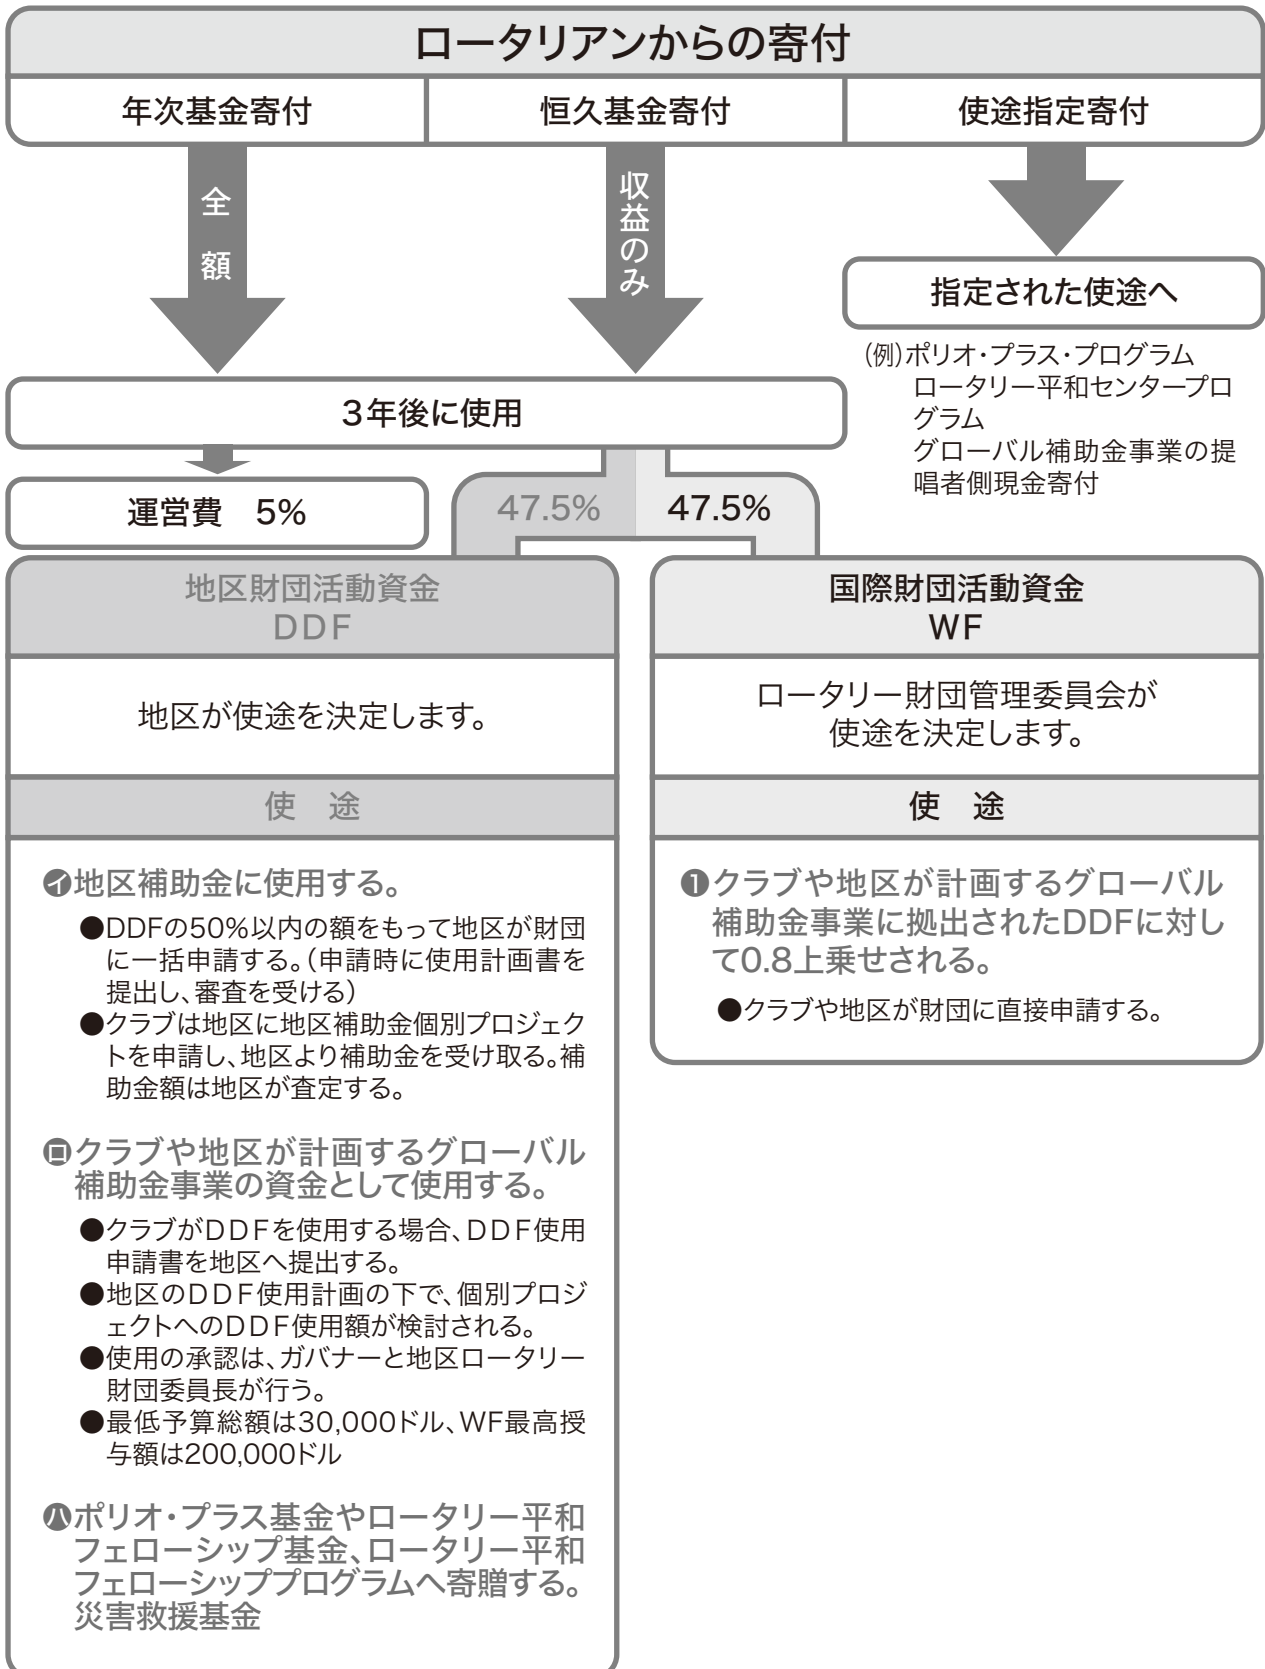 ロータリアンからの寄付
年次基金寄付
恒久基金寄付
使途指定寄付
全額
収益のみ
指定された使途へ
(例)ポリオ・プラス・プログラム
ロータリー平和センタープロ
グラム
グローバル補助金事業の提
唱者側現金寄付
3年後に使用
運営費 5%
47.5%
47.5%
地区財団活動資金
DDF
地区が使途を決定します。
使 途
㋑地区補助金に使用する。
●DDFの50%以内の額をもって地区が財団
に一括申請する。(申請時に使用計画書を
提出し、審査を受ける)
●クラブは地区に地区補助金個別プロジェク
トを申請し、地区より補助金を受け取る。補
助金額は地区が査定する。
㋺クラブや地区が計画するグローバル
補助金事業の資金として使用する。
●クラブがDDFを使用する場合、DDF使用
申請書を地区へ提出する。
●地区のDDF使用計画の下で、個別プロジ
ェクトへのDDF使用額が検討される。
●使用の承認は、ガバナーと地区ロータリー
財団委員長が行う。
●最低予算総額は30,000ドル、WF最高授
与額は200,000ドル
㋩ポリオ・プラス基金やロータリー平和
フェローシップ基金、ロータリー平和
フェローシッププログラムへ寄贈する。
災害救援基金
国際財団活動資金
WF
ロータリー財団管理委員会が
使途を決定します。
使 途
❶クラブや地区が計画するグローバル
補助金事業に拠出されたDDFに対し
て0.8上乗せされる。
●クラブや地区が財団に直接申請する。